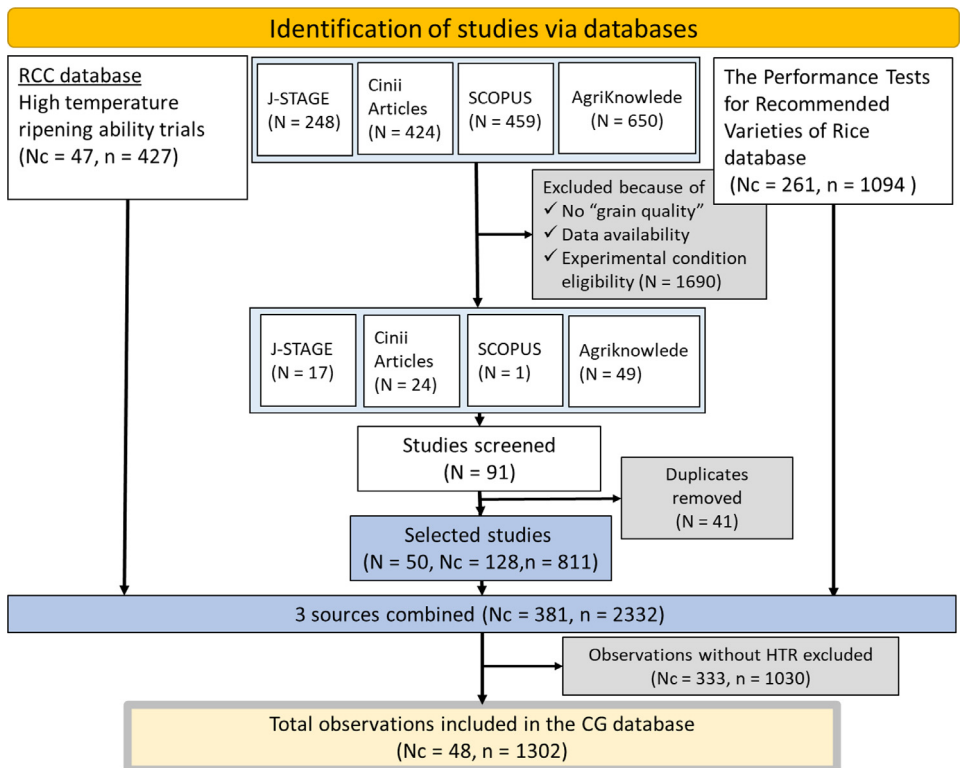 Identification of studies via databases
RCC database
High temperature
ripening ability trials
(Nc = 47, n = 427)
J-STAGE
(N = 248)
Cinii
Articles
(N = 424)
SCOPUS
(N = 459)
AgriKnowlede
(N = 650)
The Performance Tests
for Recommended
Varieties of Rice
database
(Nc = 261, n = 1094 )
Excluded because of
✓ No “grain quality”
✓ Data availability
✓ Experimental condition
eligibility (N = 1690)
J-STAGE
(N = 17)
Cinii
Articles
(N = 24)
SCOPUS
(N = 1)
Agriknowlede
(N = 49)
Studies screened
(N = 91)
Duplicates
removed
(N = 41)
Selected studies
(N = 50, Nc = 128,n = 811)
3 sources combined (Nc = 381, n = 2332)
Observations without HTR excluded
(Nc = 333, n = 1030)
Total observations included in the CG database
(Nc = 48, n = 1302)